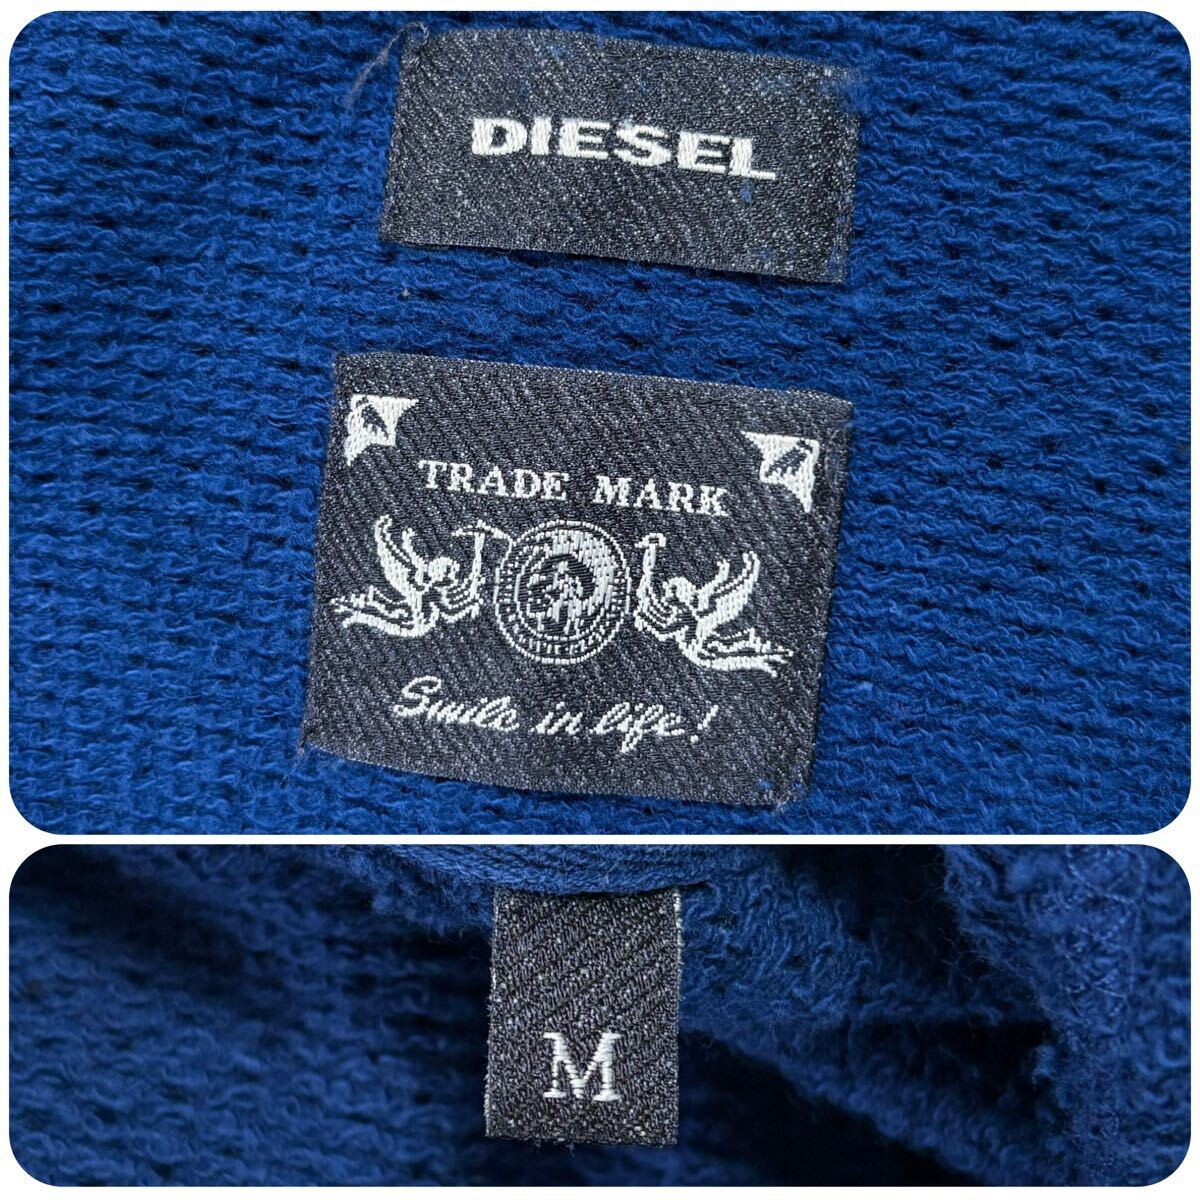 DIESEL
TRADE MARK
Smile in life!
M